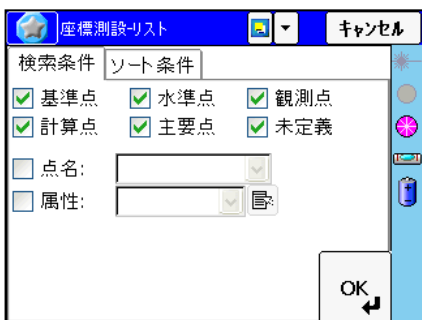 座標測設-リスト キャンセル
検索条件 ソート条件
基準点 水準点 観測点
計算点 主要点 未定義
点名:
属性:
OK